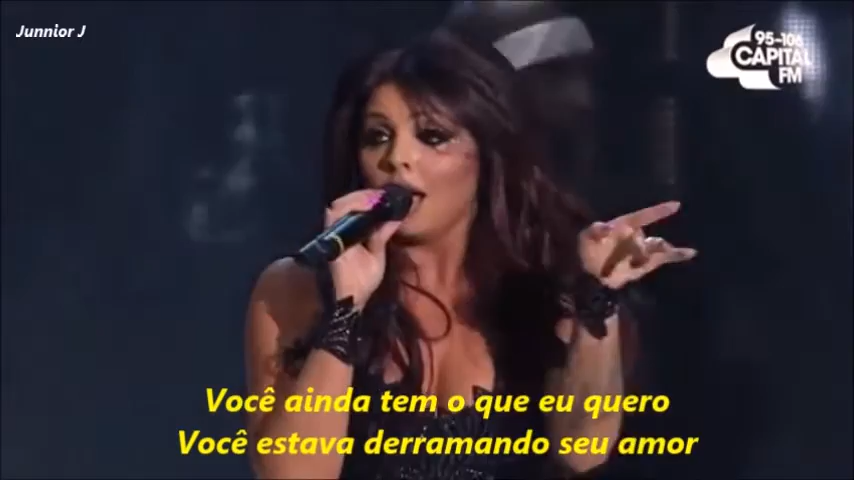 Junnior J
95-106
CAPITAL
FM
Você ainda tem o que eu quero
Você estava derramando seu amor